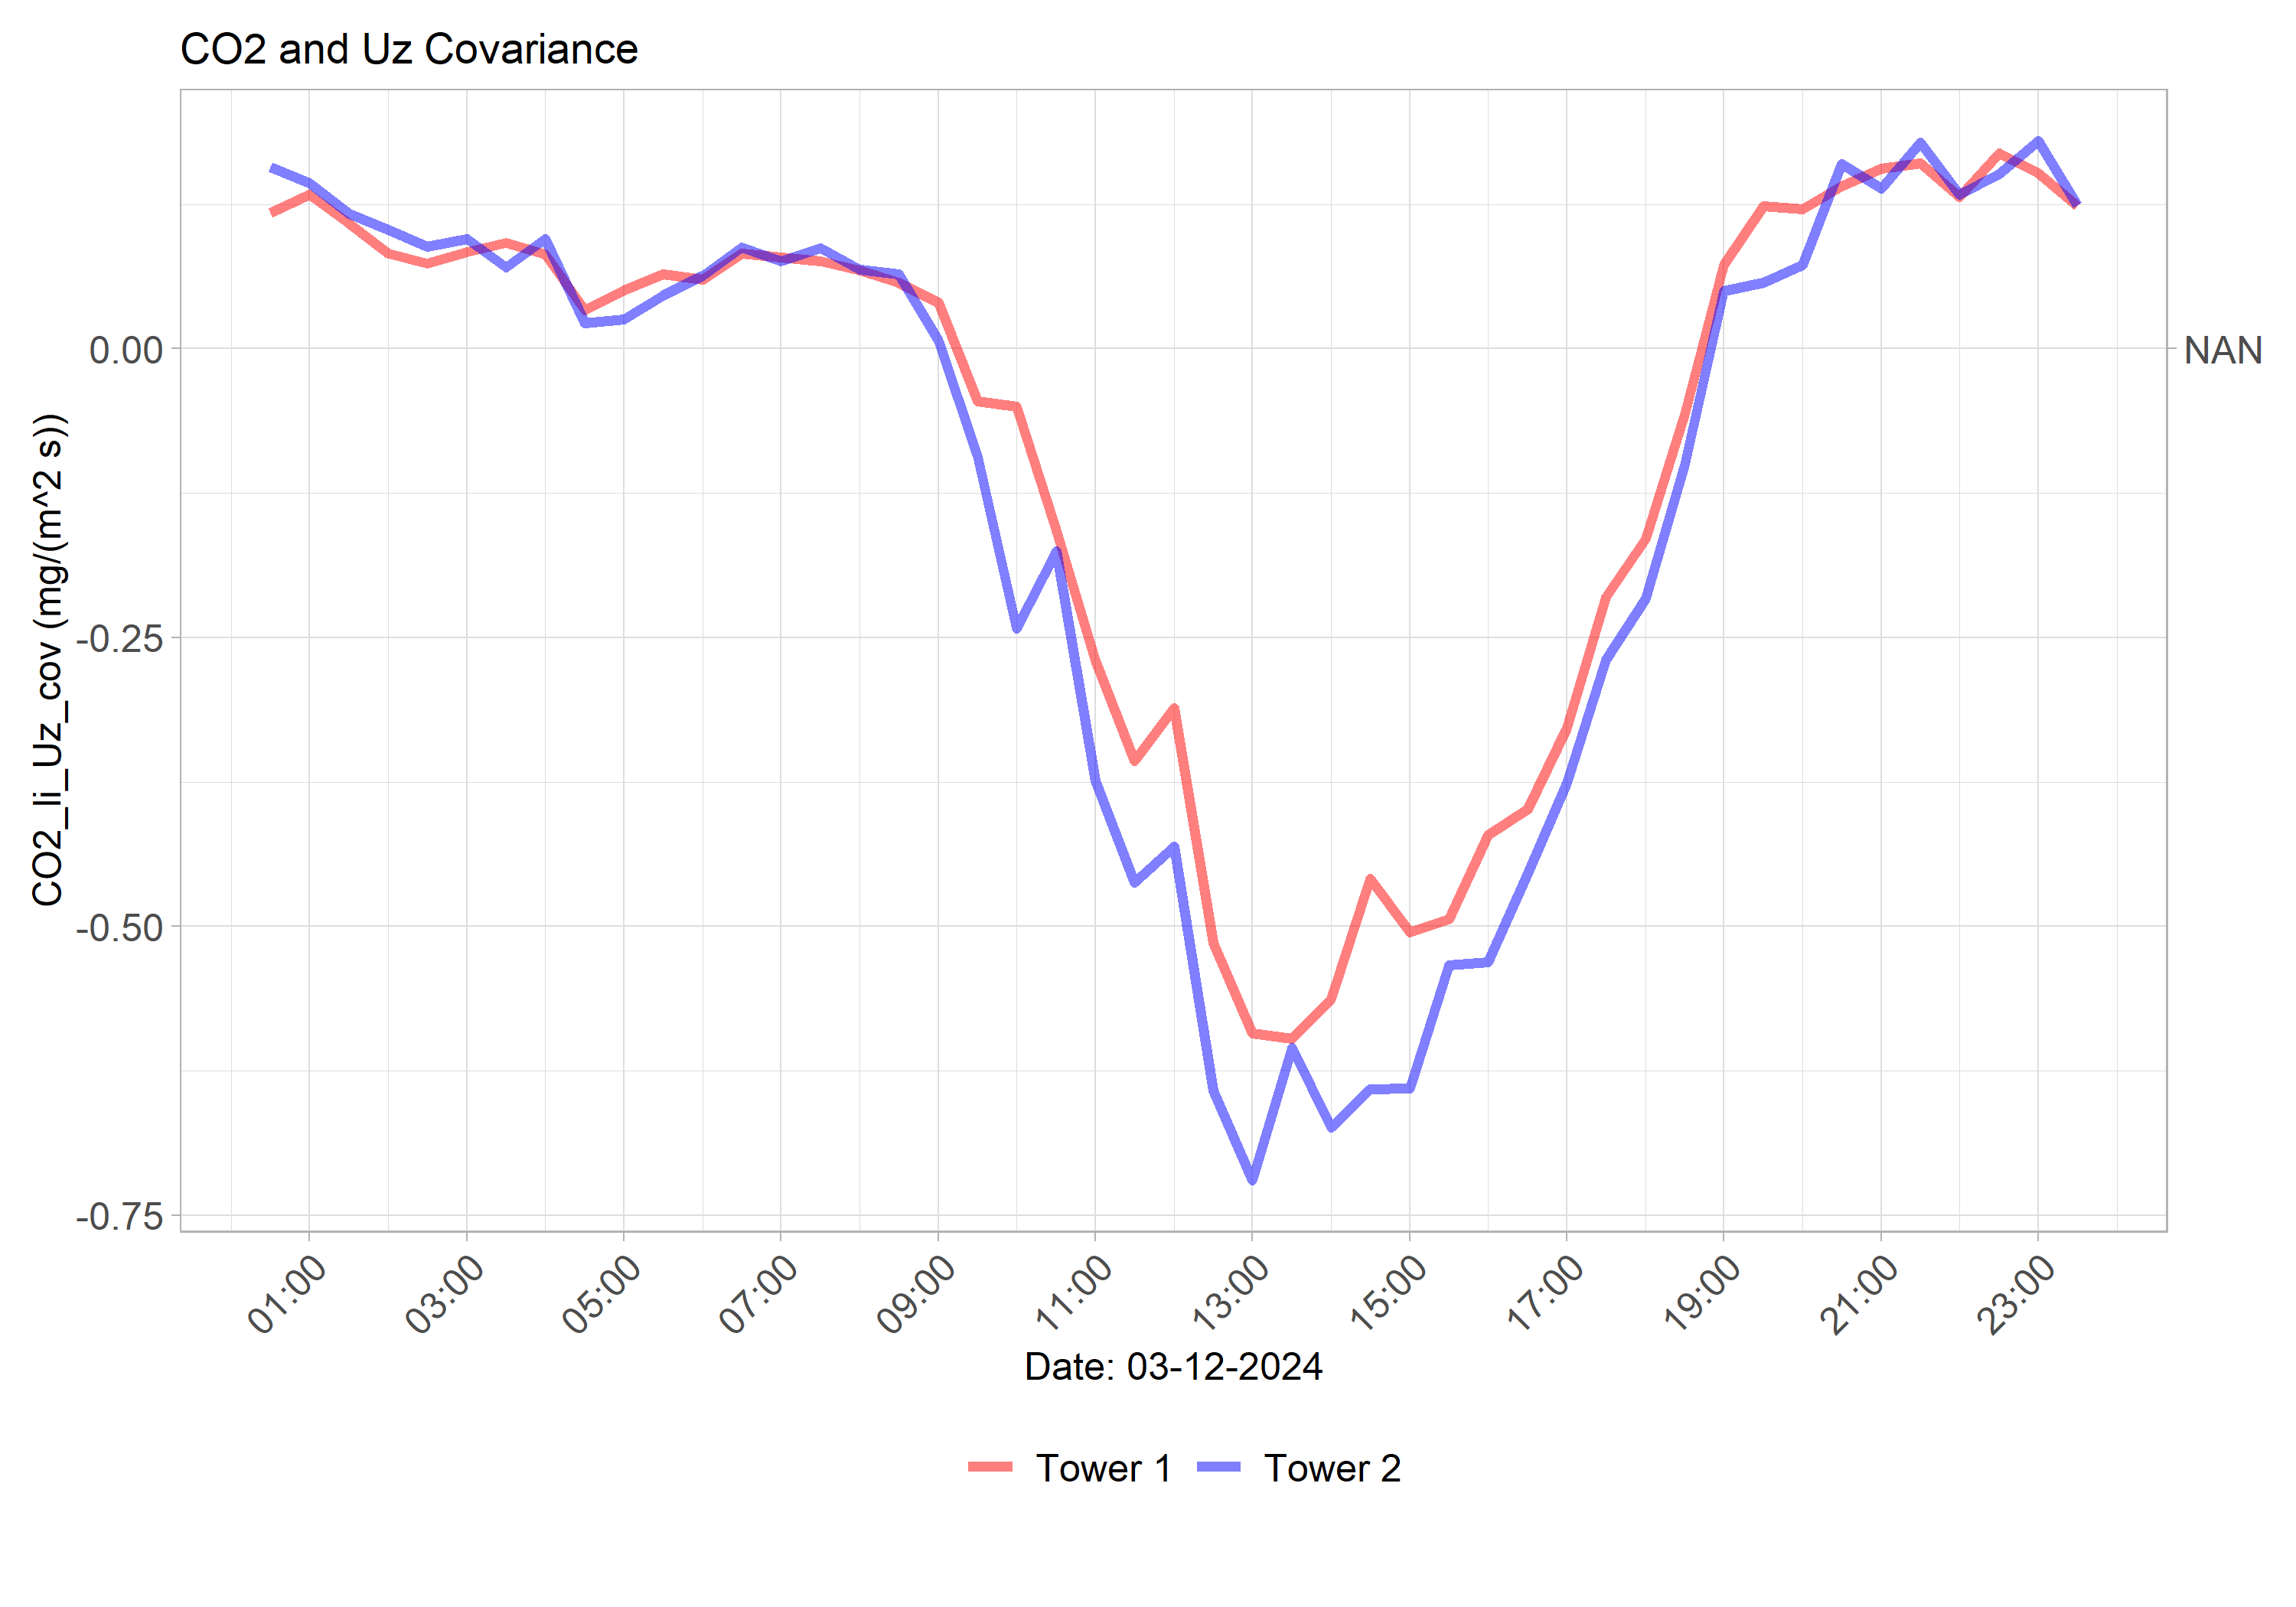 CO2 and Uz Covariance
CO2_li_Uz_cov (mg/(m^2 s))
0.00
-0.25
-0.50
-0.75
NAN
01:00
03:00
05:00
07:00
09:00
11:00
13:00
15:00
17:00
19:00
21:00
23:00
Date: 03-12-2024
Tower 1
Tower 2